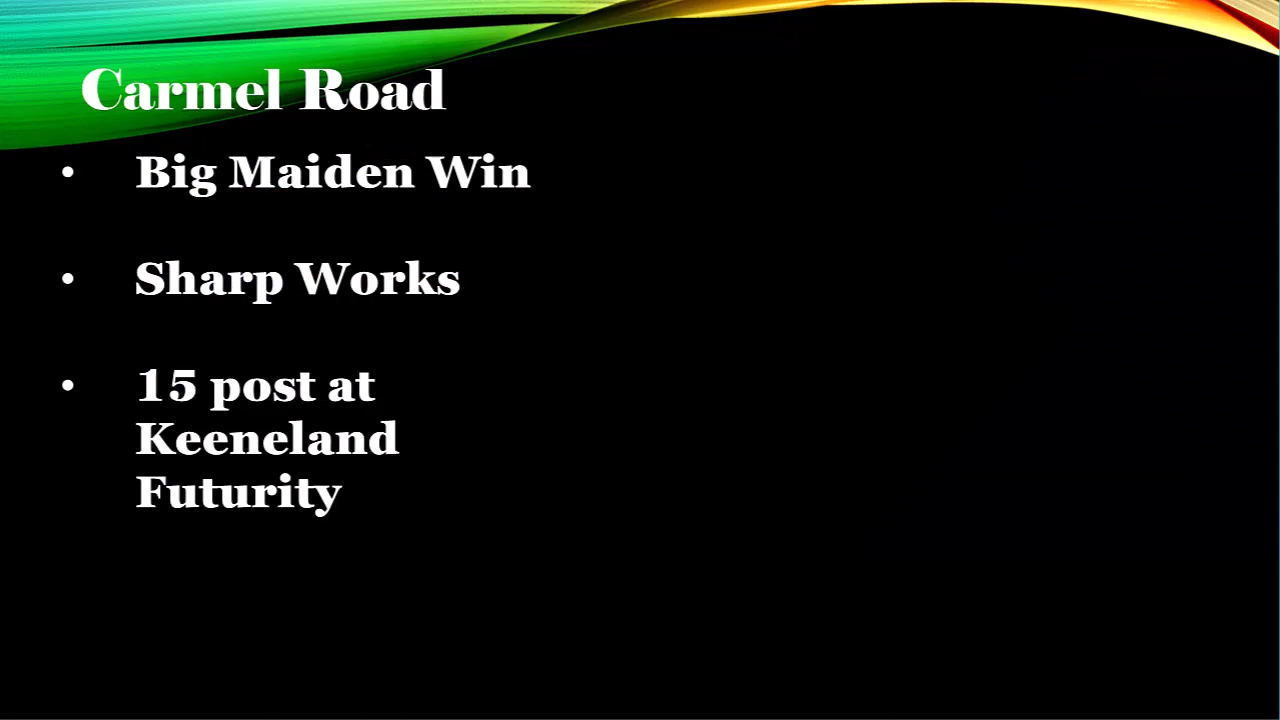 Carmel Road
• Big Maiden Win
• Sharp Works
• 15 post at
Keeneland
Futurity